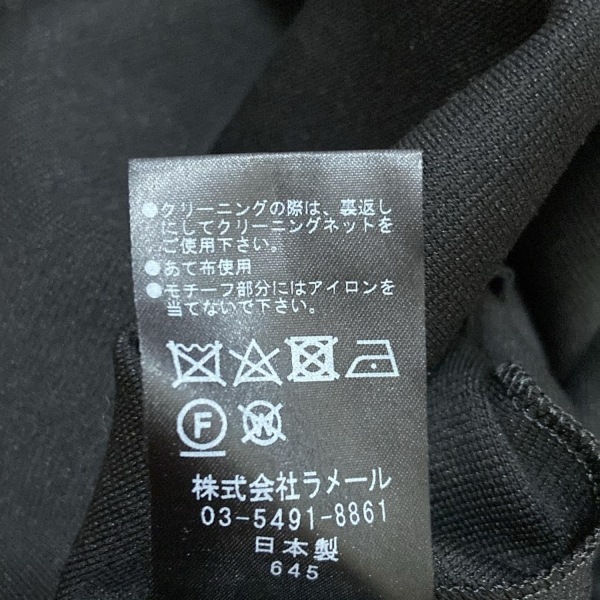 ●クリーニングの際は、裏返し
にしてクリーニングネットを
ご使用下さい。
●あて布使用
●モチーフ部分にはアイロンを
当てないで下さい。
F W
株式会社ラメール
03-5491-8861
日本製
645